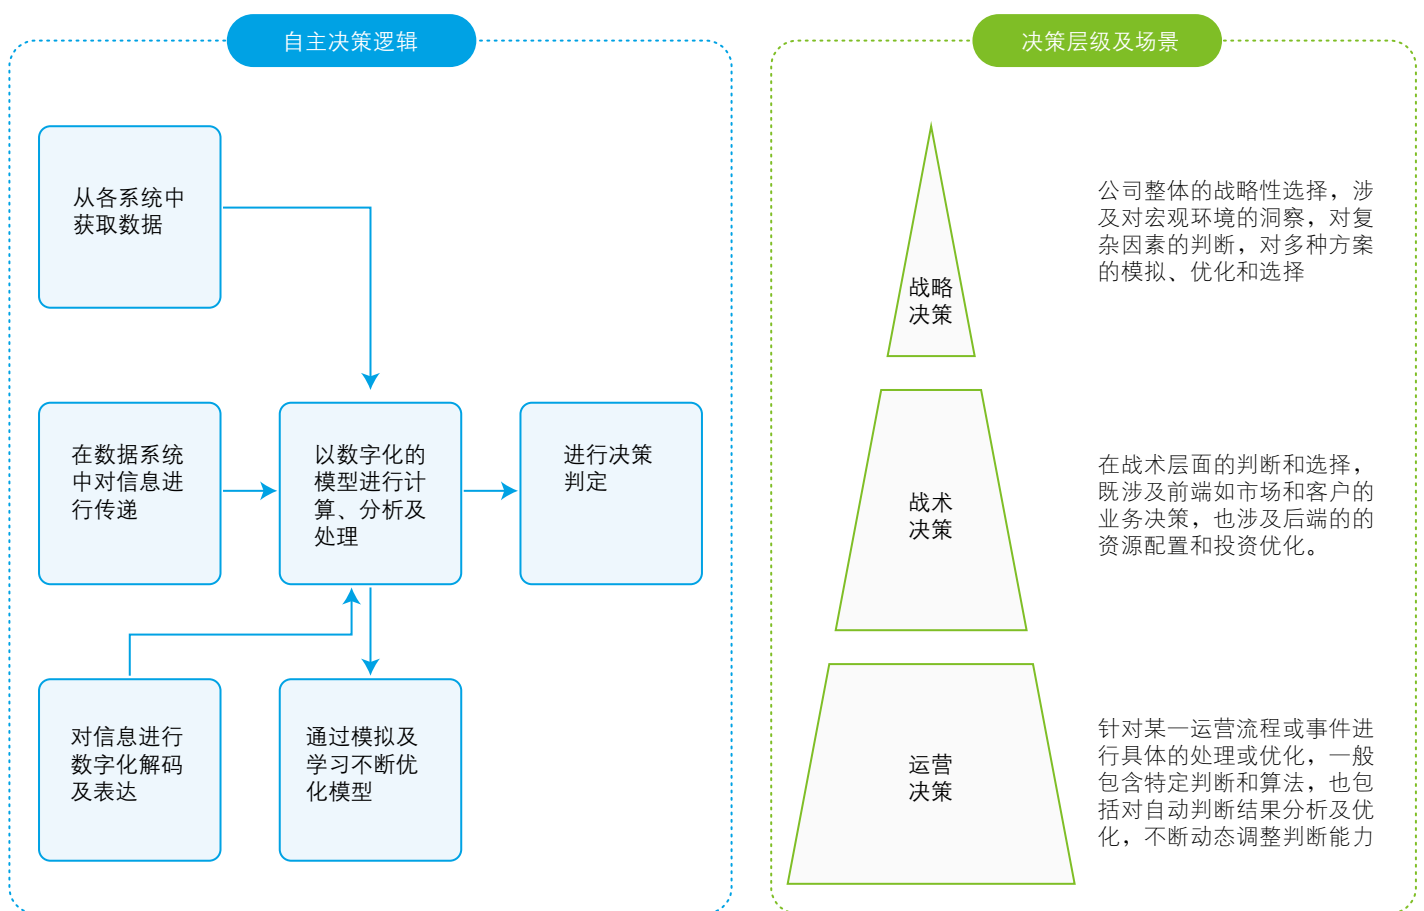 自主决策逻辑
从各系统中
获取数据
在数据系统
中对信息进
行传递
以数字化的
模型进行计
算、分析及
处理
进行决策
判定
对信息进行
数字化解码
及表达
通过模拟及
学习不断优
化模型
决策层级及场景
战略
决策
公司整体的战略性选择，涉
及对宏观环境的洞察，对复
杂因素的判断，对多种方案
的模拟、优化和选择
战术
决策
在战术层面的判断和选择，
既涉及前端如市场和客户的
业务决策，也涉及后端的的
资源配置和投资优化。
运营
决策
针对某一运营流程或事件进
行具体的处理或优化，一般
包含特定判断和算法，也包
括对自动判断结果分析及优
化，不断动态调整判断能力